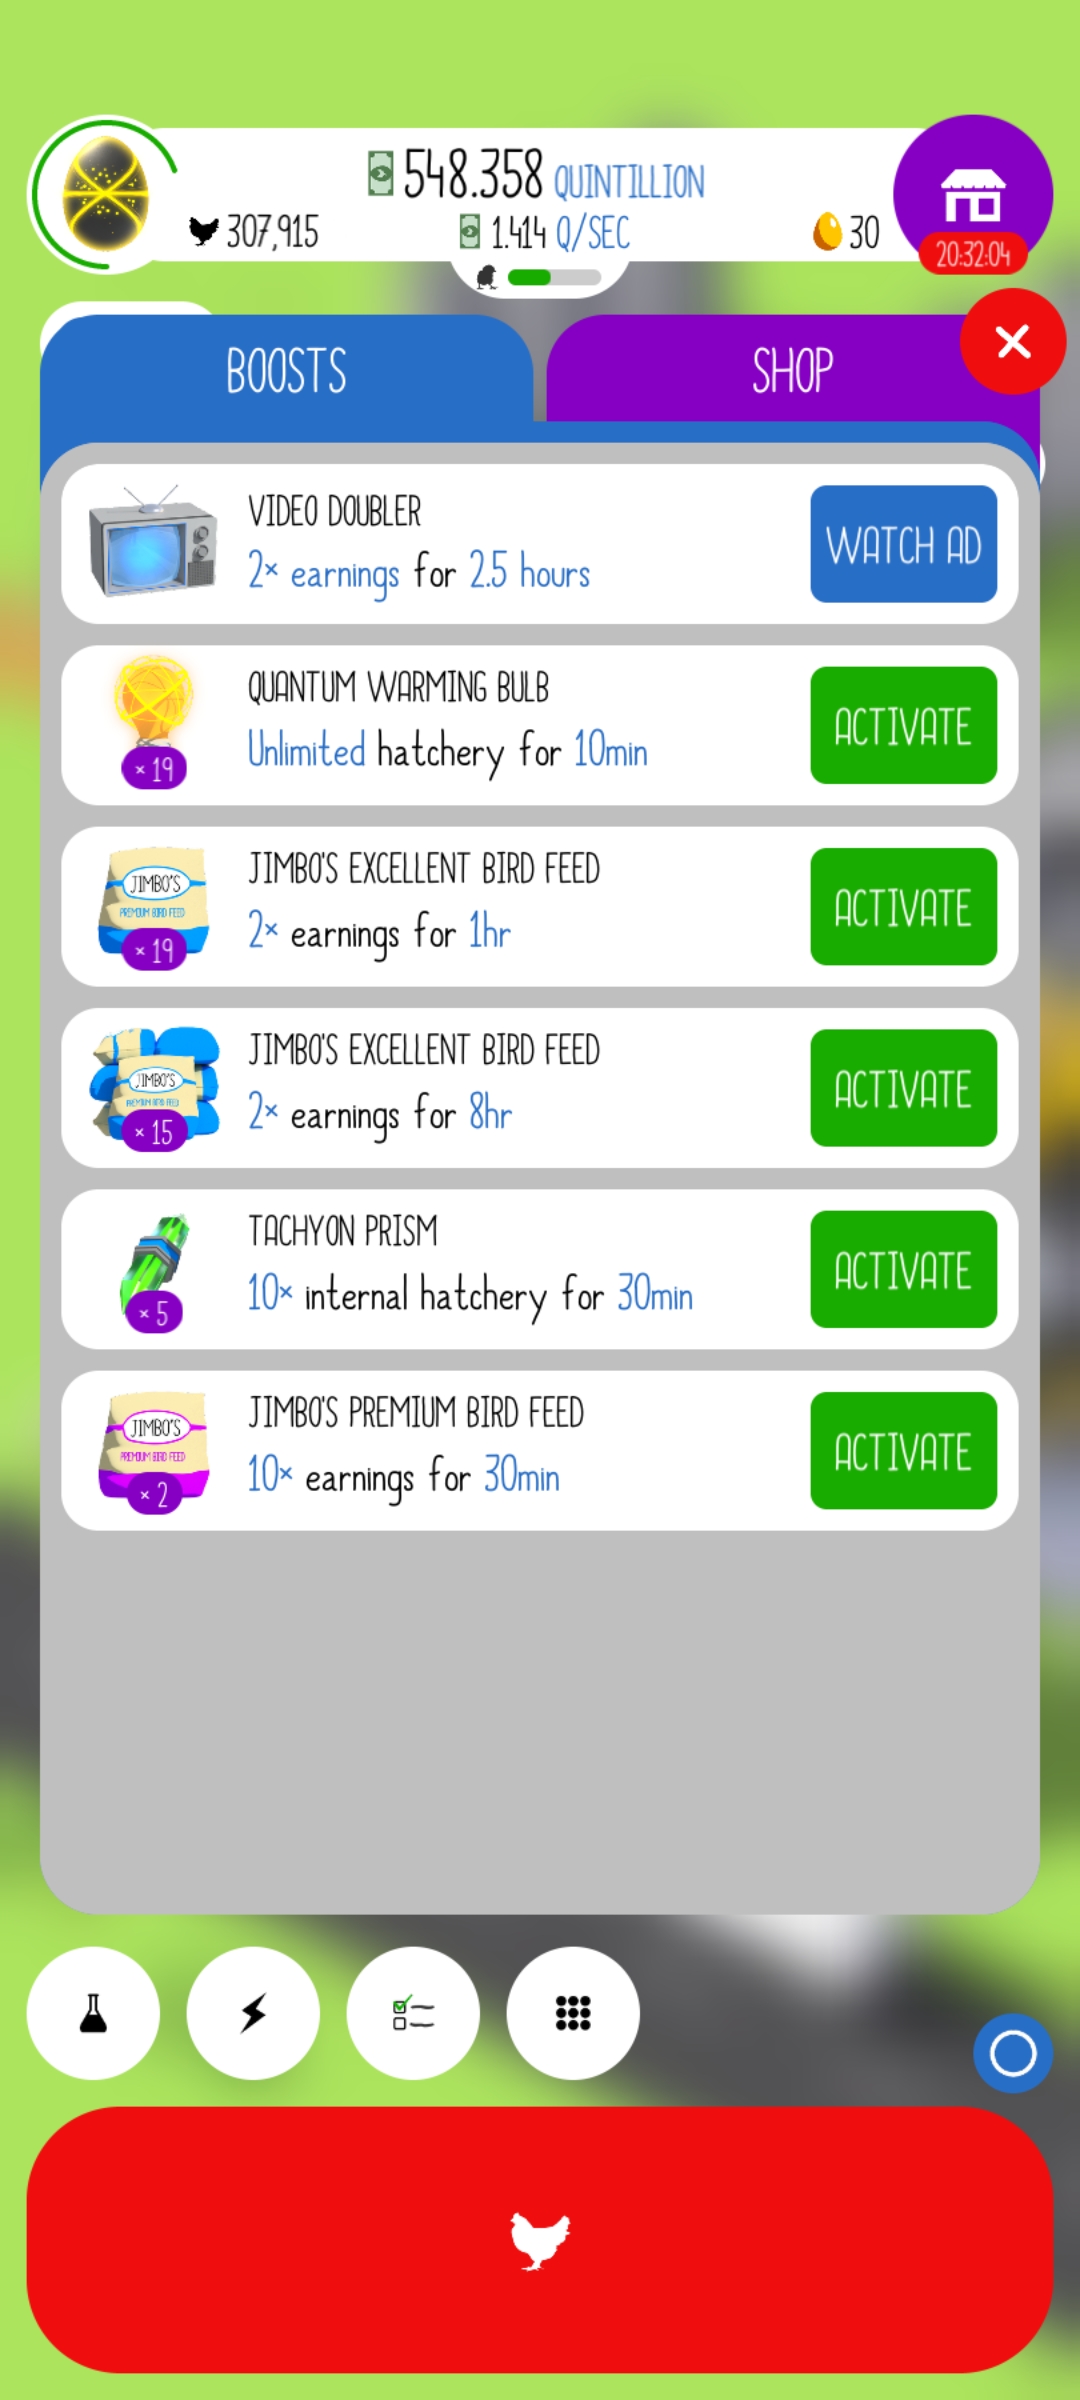 548.358 QUINTILLION
307,915
1.414 Q/SEC
30
20:32:04
BOOSTS
SHOP
VIDEO DOUBLER
2× earnings for 2.5 hours
WATCH AD
QUANTUM WARMING BULB
Unlimited hatchery for 10min
× 19
ACTIVATE
JIMBO'S
PREMIUM BIRD FEED
× 19
JIMBO'S EXCELLENT BIRD FEED
2× earnings for 1hr
ACTIVATE
JIMBO'S
PREMIUM BIRD FEED
× 15
JIMBO'S EXCELLENT BIRD FEED
2× earnings for 8hr
ACTIVATE
TACHYON PRISM
10× internal hatchery for 30min
× 5
ACTIVATE
JIMBO'S
PREMIUM BIRD FEED
× 2
JIMBO'S PREMIUM BIRD FEED
10× earnings for 30min
ACTIVATE